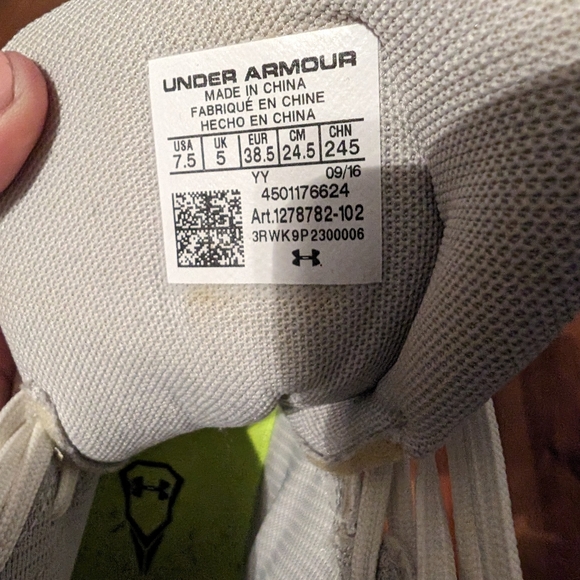 UNDER ARMOUR
MADE IN CHINA
FABRIQUÉ EN CHINE
HECHO EN CHINA
USA UK EUR CM CHN
7.5 5 38.5 24.5 245
YY 09/16
4501176624
Art.1278782-102
3RWK9P2300006